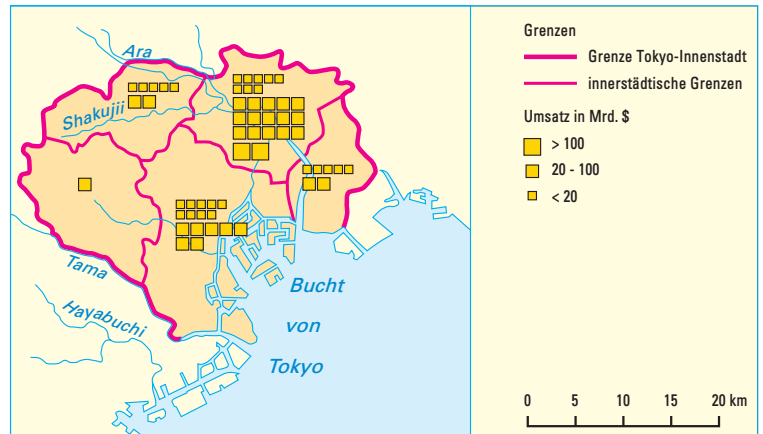 Ara
Shakujii
Tama
Hayabuchi
Bucht
von
Tokyo
Grenzen
Grenze Tokyo-Innenstadt
innerstädtische Grenzen
Umsatz in Mrd. $
> 100
20 - 100
< 20
0 5 10 15 20 km